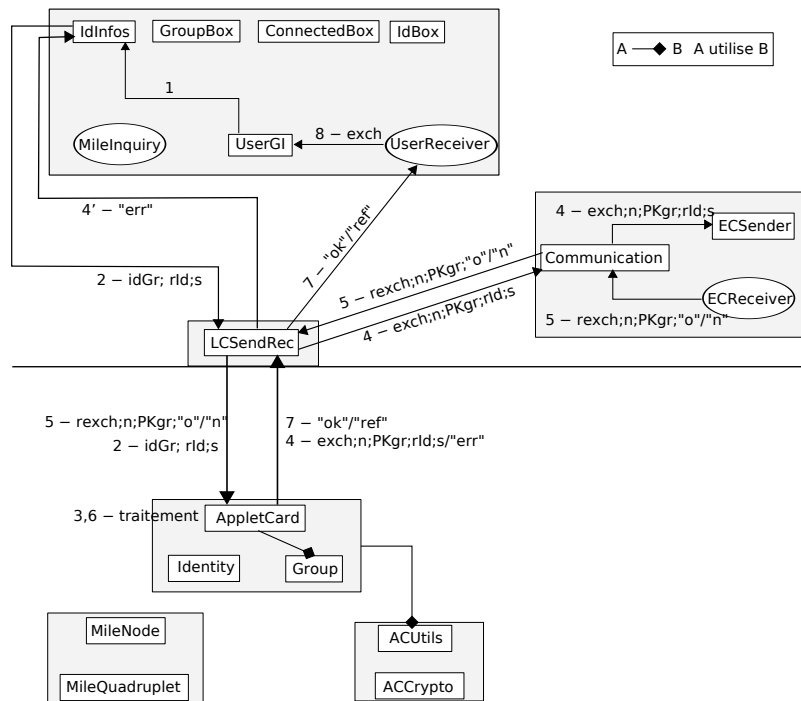 IdInfos
GroupBox
ConnectedBox
IdBox
A B A utilise B
1
8 − exch
MileInquiry
UserGI
UserReceiver
4’ − "err"
7 − "ok"/"ref"
4 − exch;n;PKgr;rId;s
ECSender
Communication
2 − idGr; rId;s
5 − rexch;n;PKgr;"o"/"n"
4 − exch;n;PKgr;rId;s
ECReceiver
5 − rexch;n;PKgr;"o"/"n"
LCSendRec
5 − rexch;n;PKgr;"o"/"n"
2 − idGr; rId;s
7 − "ok"/"ref"
4 − exch;n;PKgr;rId;s/"err"
3,6 − traitement
AppletCard
Identity
Group
MileNode
MileQuadruplet
ACUtils
ACCrypto